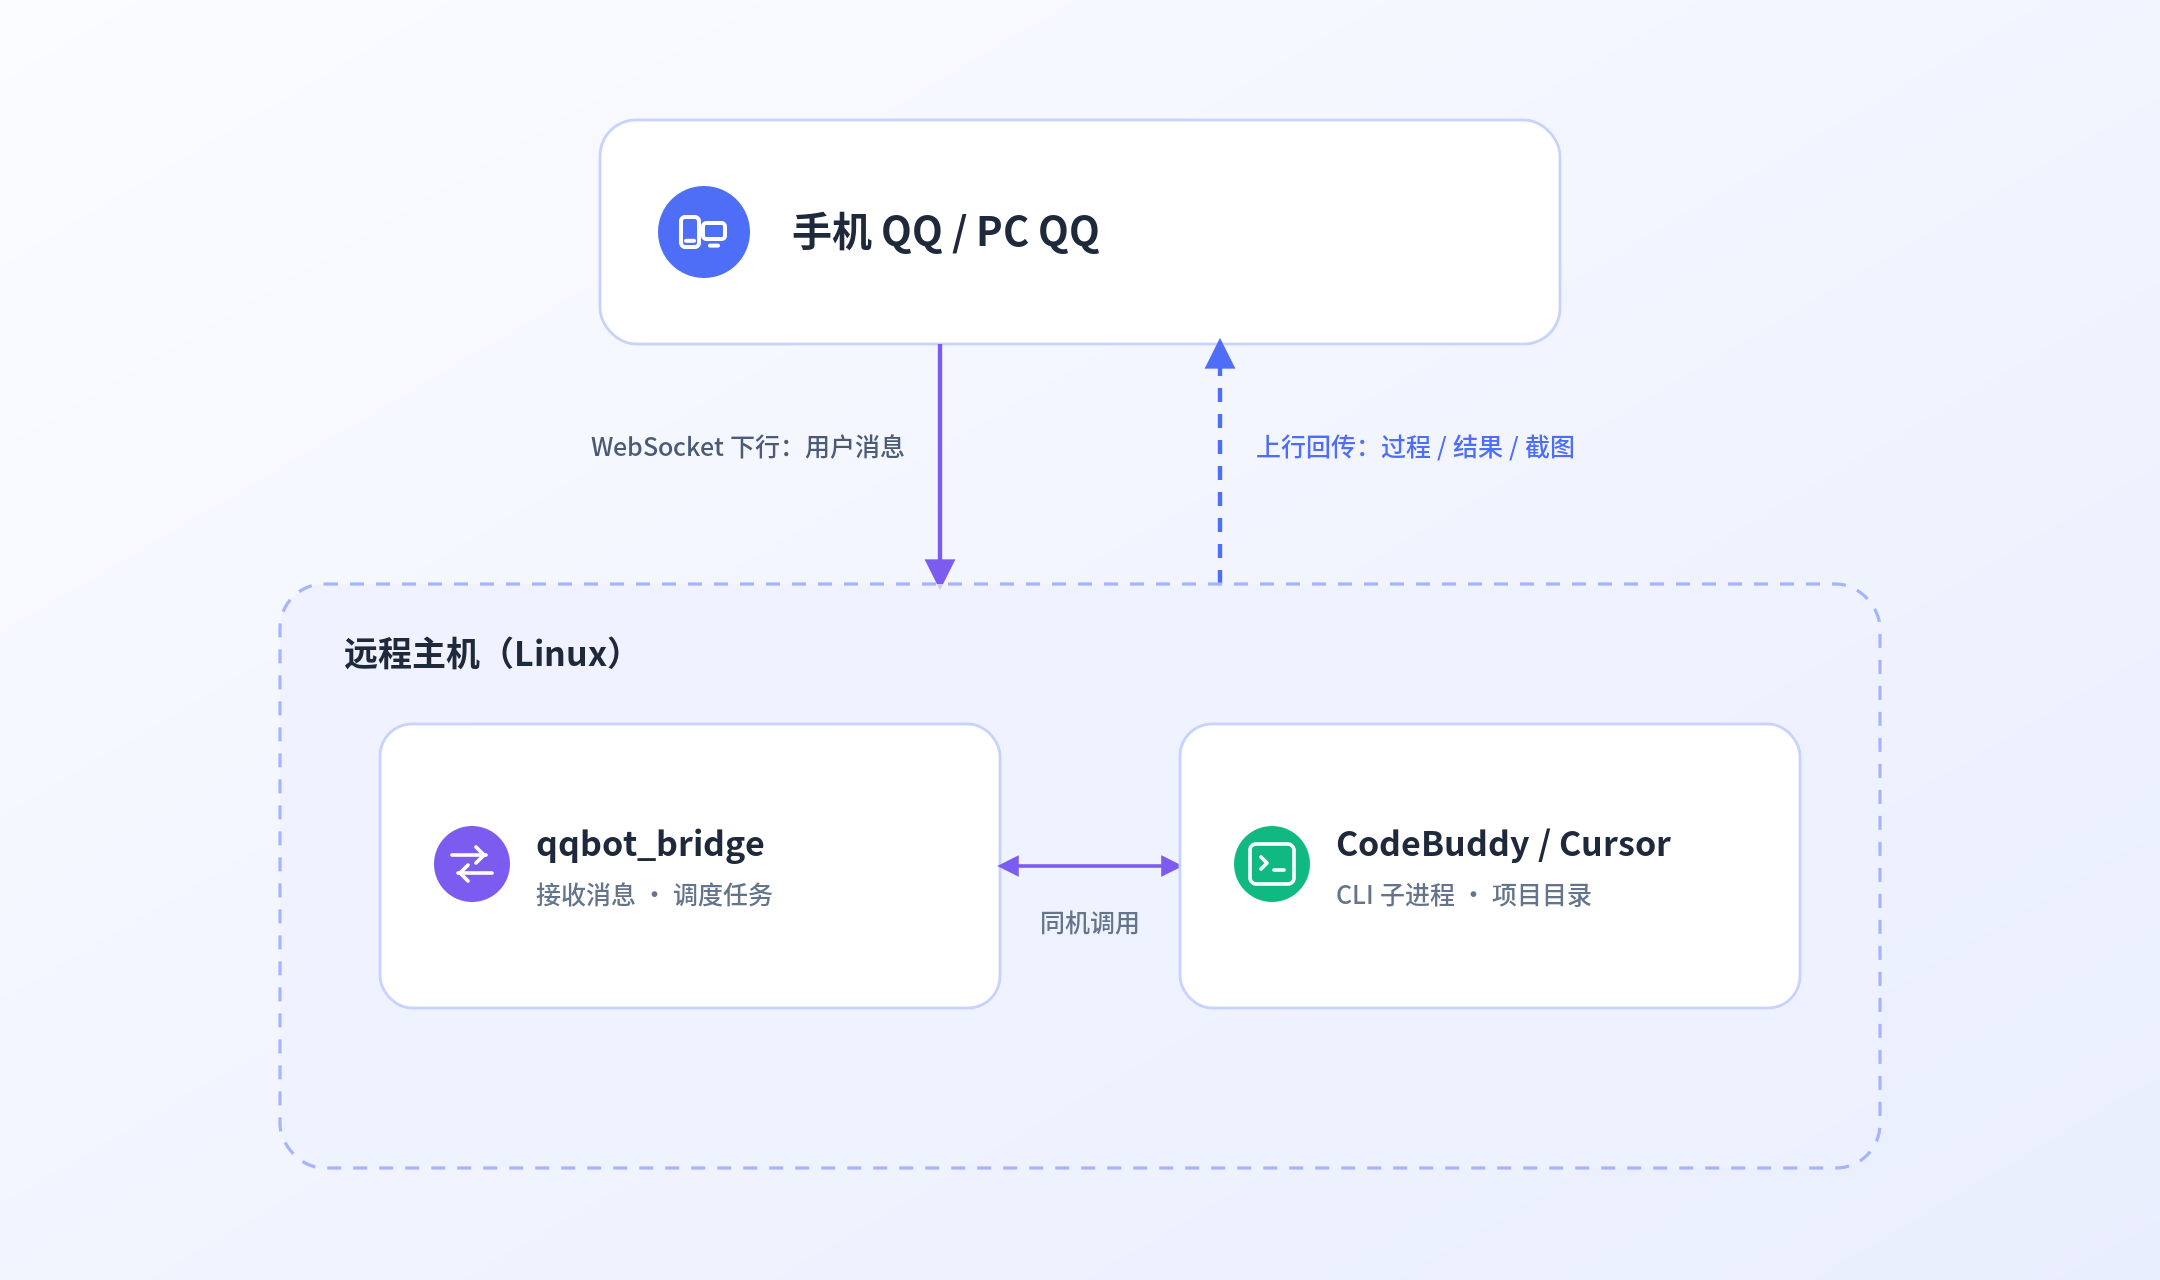 手机 QQ / PC QQ
WebSocket 下行：用户消息
上行回传：过程 / 结果 / 截图
远程主机（Linux）
qqbot_bridge
接收消息 · 调度任务
同机调用
CodeBuddy / Cursor
CLI 子进程 · 项目目录